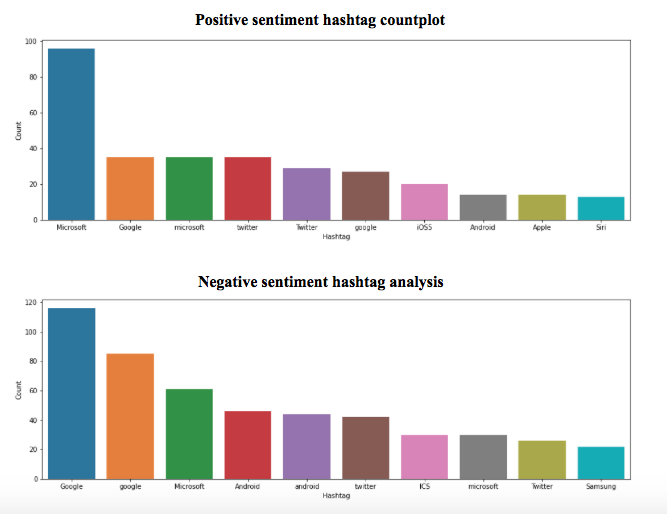 Positive sentiment hashtag countplot
100
80
60
40
20
0
Count
Microsoft Google microsoft twitter Twitter google iOS5 Android Apple Siri
Hashtag
Negative sentiment hashtag analysis
120
100
80
60
40
20
0
Count
Google google Microsoft Android android twitter ICS microsoft Twitter Samsung
Hashtag